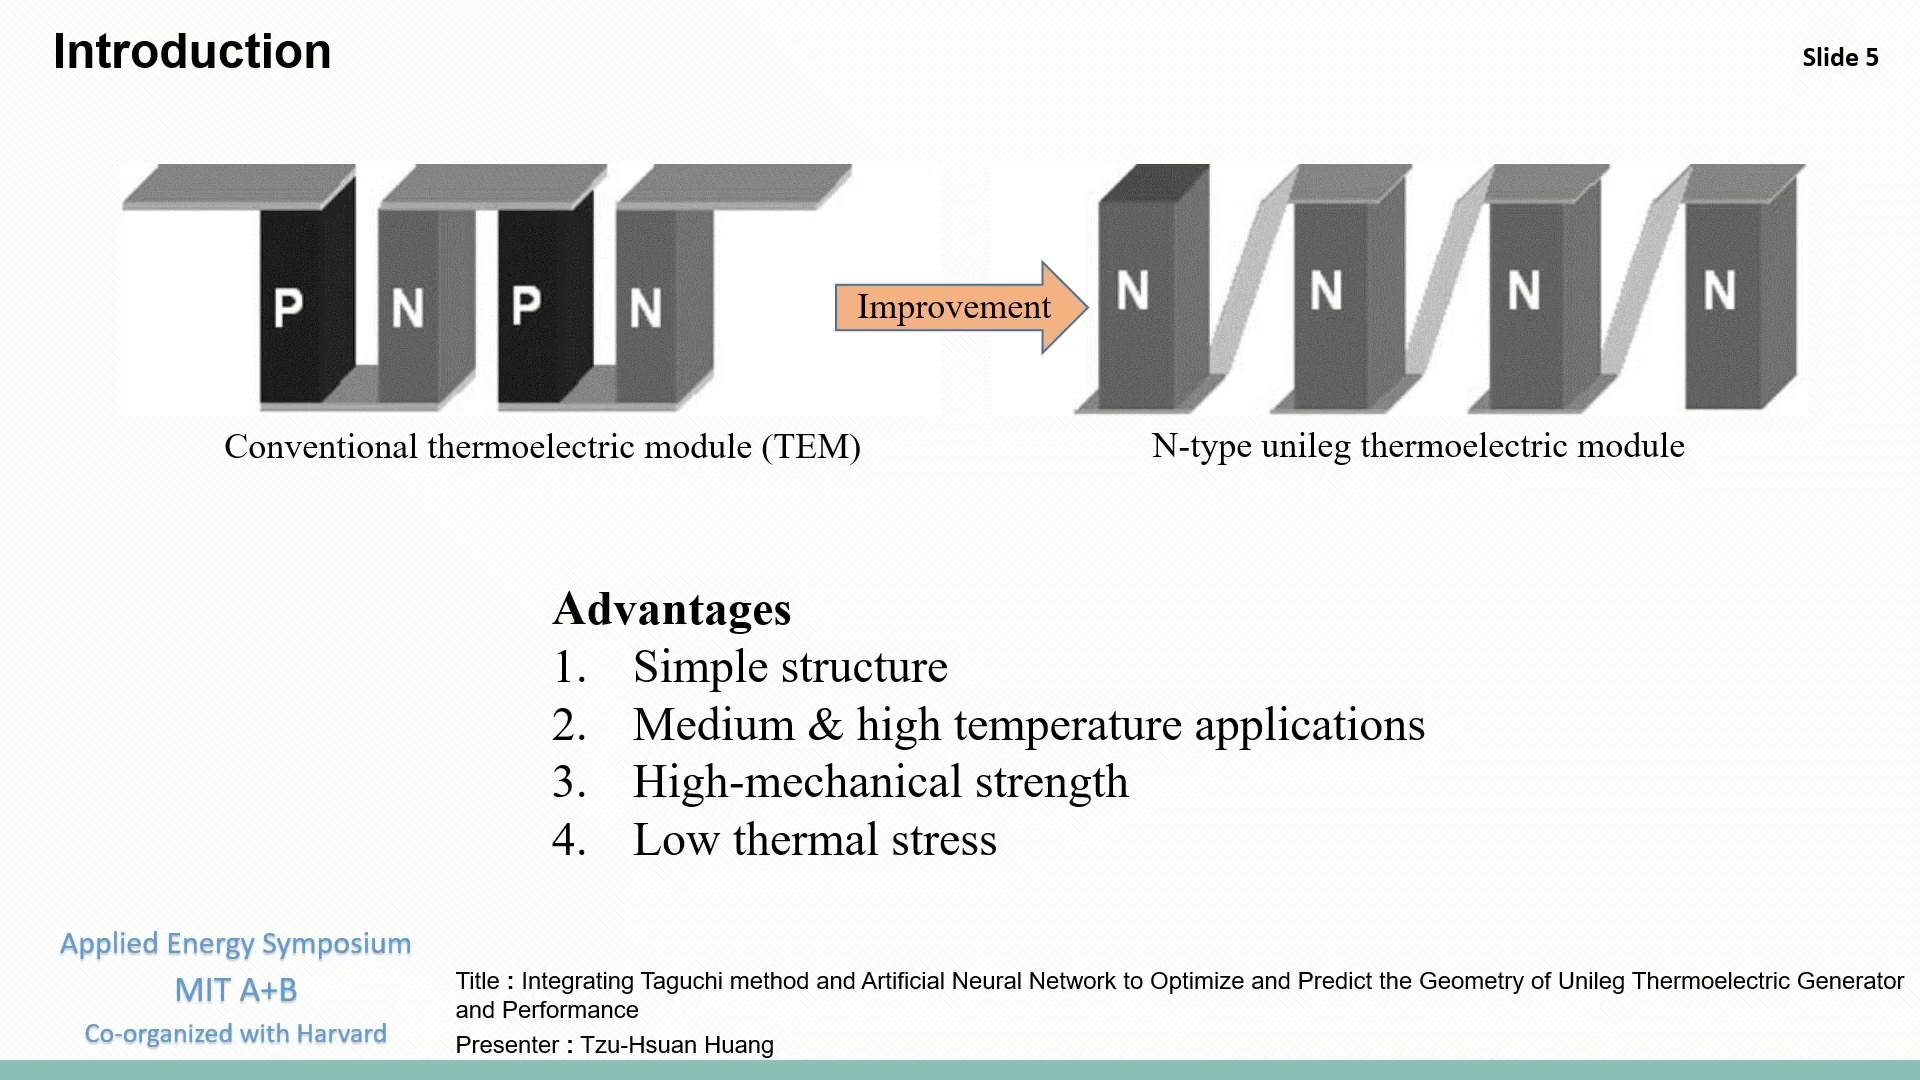 Introduction
Slide 5
P N P N
Improvement
N N N N
Conventional thermoelectric module (TEM)
N-type unileg thermoelectric module
Advantages
1. Simple structure
2. Medium & high temperature applications
3. High-mechanical strength
4. Low thermal stress
Applied Energy Symposium
MIT A+B
Co-organized with Harvard
Title : Integrating Taguchi method and Artificial Neural Network to Optimize and Predict the Geometry of Unileg Thermoelectric Generator
and Performance
Presenter : Tzu-Hsuan Huang